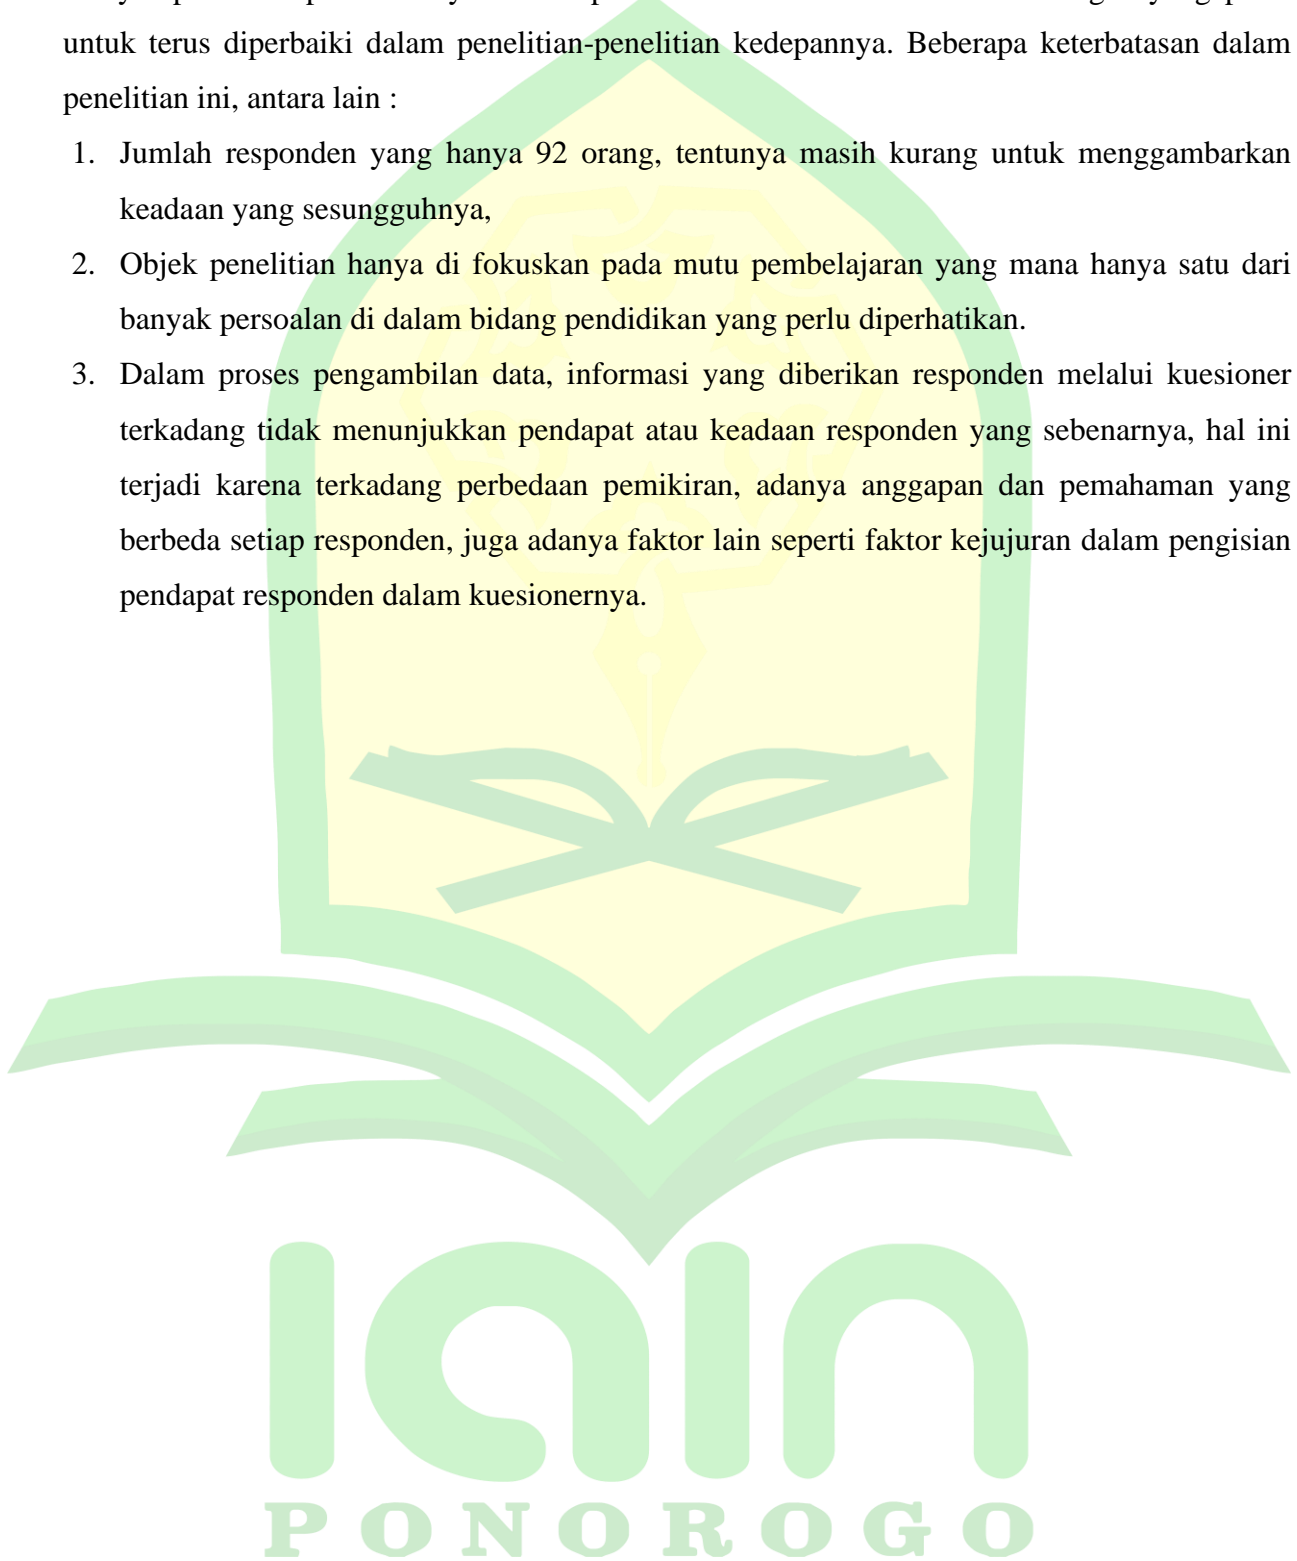 untuk terus diperbaiki dalam penelitian-penelitian kedepannya. Beberapa keterbatasan dalam
penelitian ini, antara lain :
1. Jumlah responden yang hanya 92 orang, tentunya masih kurang untuk menggambarkan
keadaan yang sesungguhnya,
2. Objek penelitian hanya di fokuskan pada mutu pembelajaran yang mana hanya satu dari
banyak persoalan di dalam bidang pendidikan yang perlu diperhatikan.
3. Dalam proses pengambilan data, informasi yang diberikan responden melalui kuesioner
terkadang tidak menunjukkan pendapat atau keadaan responden yang sebenarnya, hal ini
terjadi karena terkadang perbedaan pemikiran, adanya anggapan dan pemahaman yang
berbeda setiap responden, juga adanya faktor lain seperti faktor kejujuran dalam pengisian
pendapat responden dalam kuesionernya.
iain
PONOROGO